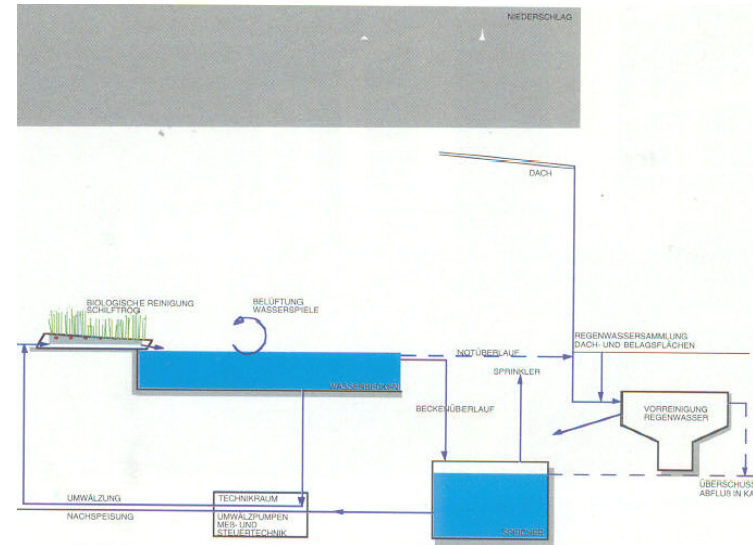 NIEDERSCHLAG
DACH
BIOLOGISCHE REINIGUNG
SCHILFTROG
BELÜFTUNG
WASSERSPIELE
NOTÜBERLAUF
REGENWASSERSAMMLUNG
DACH- UND BELAGSFLÄCHEN
SPRINKLER
WASSERBECKEN
BECKENÜBERLAUF
VORREINIGUNG
REGENWASSER
ÜBERSCHUSS
ABFLUß IN KA
UMWÄLZUNG
TECHNIKRAUM
NACHSPEISUNG
UMWÄLZPUMPEN
MES- UND
STEUERTECHNIK
SPEICHER